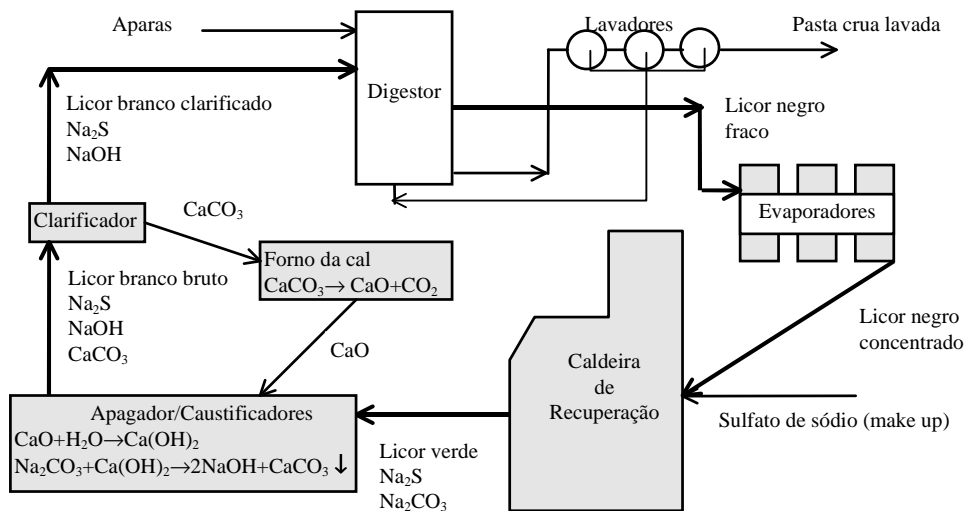 Aparas
Lavadores
Pasta crua lavada
Digestor
Licor branco clarificado
Na₂S
NaOH
Licor negro
fraco
Clarificador
CaCO₃
Evaporadores
Forno da cal
CaCO₃→ CaO+CO₂
Licor branco bruto
Na₂S
NaOH
CaCO₃
CaO
Licor negro
concentrado
Caldeira
de
Recuperação
Sulfato de sódio (make up)
Apagador/Caustificadores
CaO+H₂O→Ca(OH)₂
Na₂CO₃+Ca(OH)₂→2NaOH+CaCO₃ ↓
Licor verde
Na₂S
Na₂CO₃